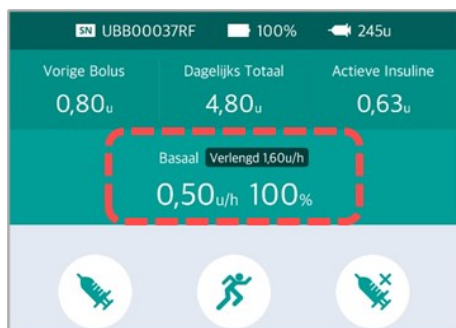 SN UBB00037RF 100% 245u
Vorige Bolus Dagelijks Totaal Actieve Insuline
0,80u 4,80u 0,63u
Basaal Verlengd 1,60u/h
0,50u/h 100%